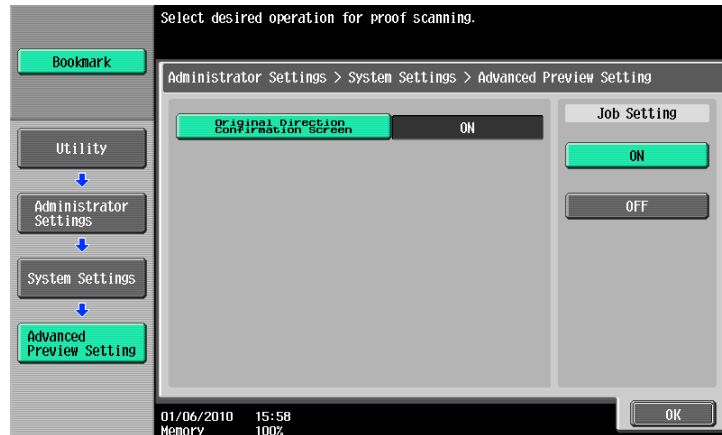 Select desired operation for proof scanning.
Bookmark
Administrator Settings > System Settings > Advanced Preview Setting
Original Direction
Confirmation Screen
ON
Job Setting
ON
OFF
Utility
Administrator
Settings
System Settings
Advanced
Preview Setting
01/06/2010 15:58
Memory 100%
OK